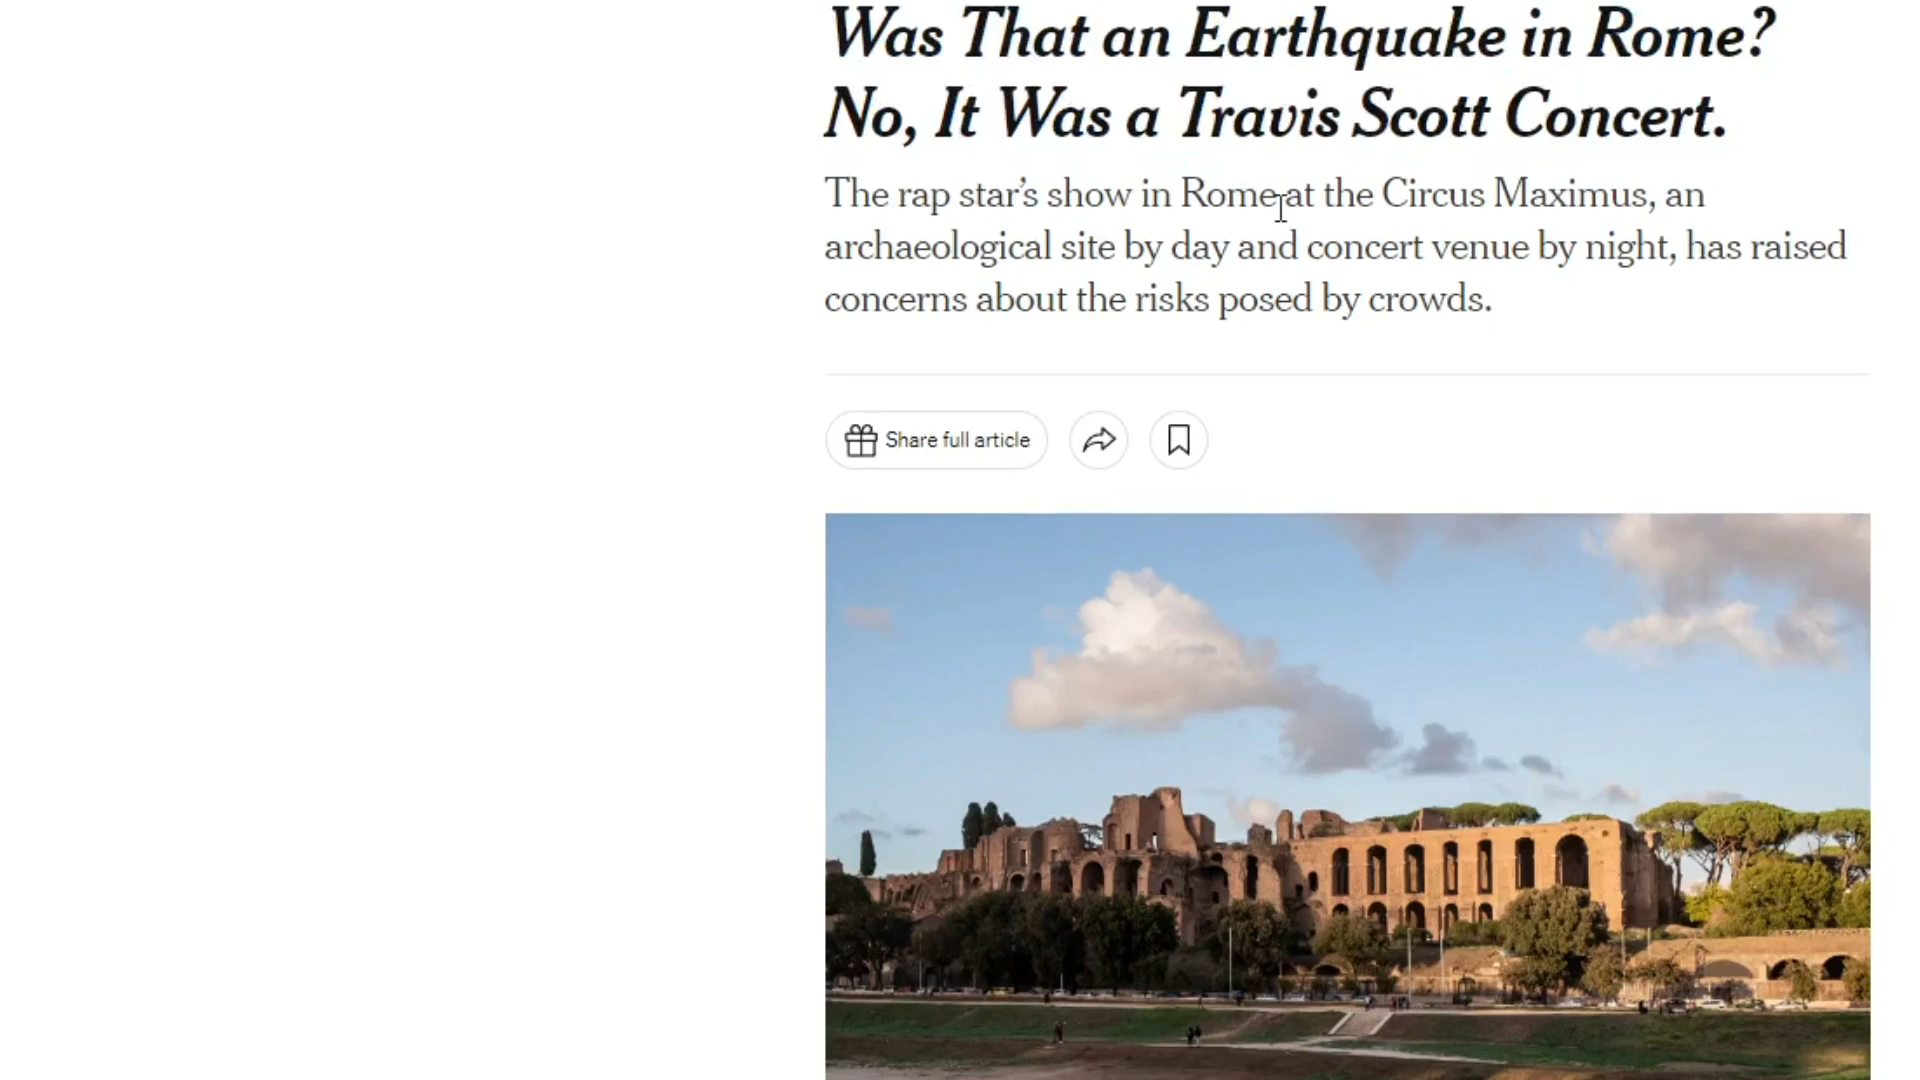 Was That an Earthquake in Rome?
No, It Was a Travis Scott Concert.
The rap star’s show in Rome at the Circus Maximus, an
archaeological site by day and concert venue by night, has raised
concerns about the risks posed by crowds.
Share full article